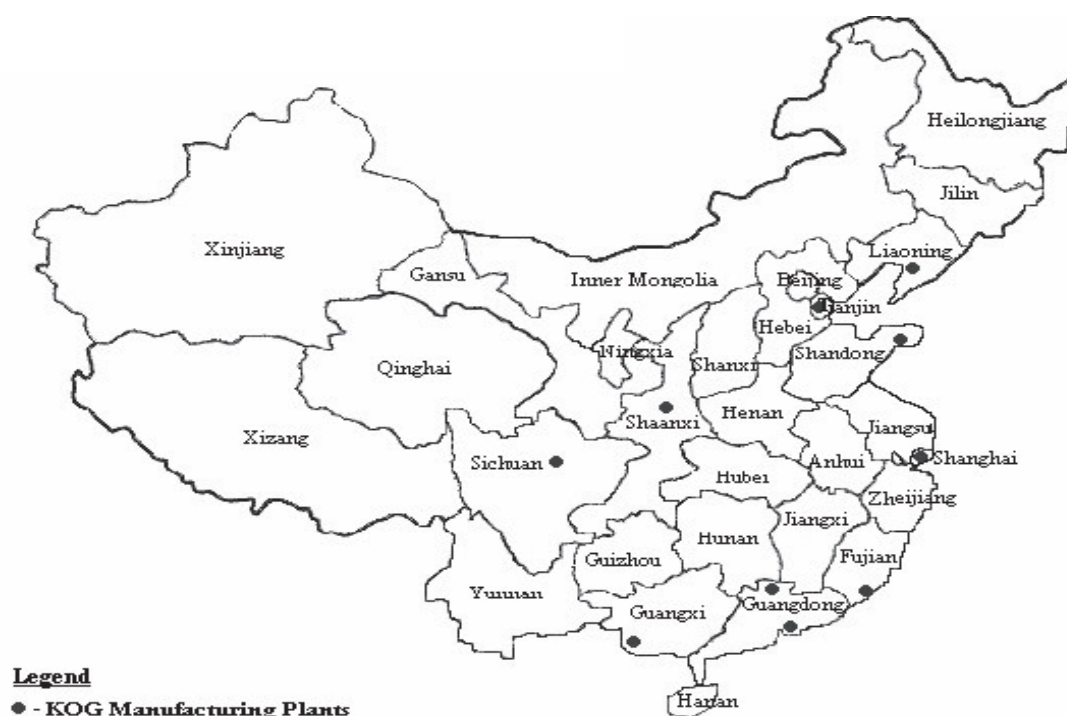 Heilongjiang
Jilin
Liaoning
Xinjiang
Gansu
Inner Mongolia
Beijing
Tianjin
Hebei
Ningxia
Shanxi
Shandong
Qinghai
Henan
Shaanxi
Jiangsu
Xizang
Sichuan
Anhui
Shanghai
Hubei
Zheijiang
Jiangxi
Hunan
Guizhou
Fujian
Yunnan
Guangxi
Guangdong
Legend
Hanan
- KOG Manufacturing Plants